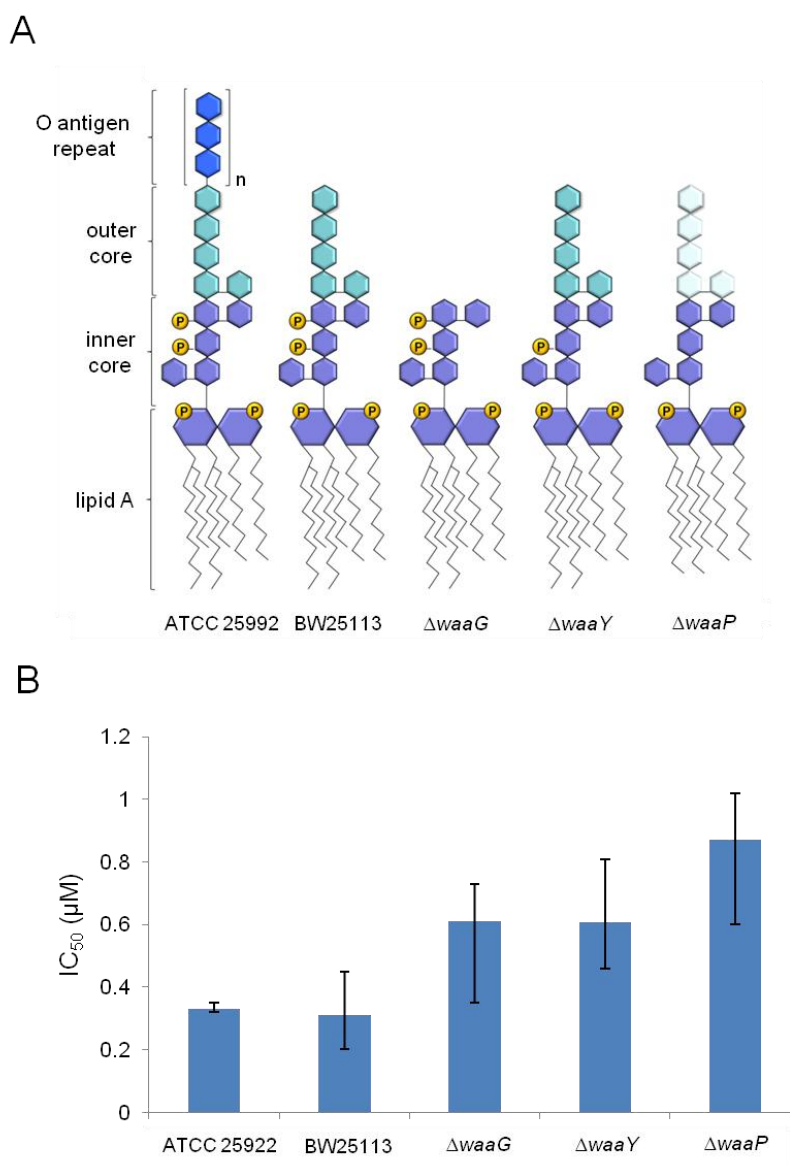 A
O antigen
repeat
n
outer
core
inner
core
lipid A
P P P P
P P P P
P P P
P P P P
P P
ATCC 25992 BW25113 ΔwaaG ΔwaaY ΔwaaP
B
IC50 (µM)
1.2
1
0.8
0.6
0.4
0.2
0
ATCC 25922 BW25113 ΔwaaG ΔwaaY ΔwaaP